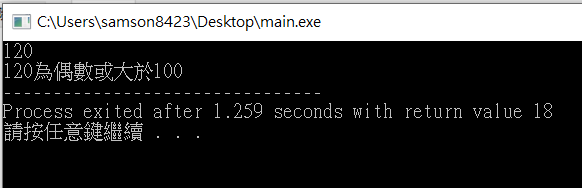 C:\Users\samson8423\Desktop\main.exe
120
120為偶數或大於100
--------------------------------
Process exited after 1.259 seconds with return value 18
請按任意鍵繼續 . . .